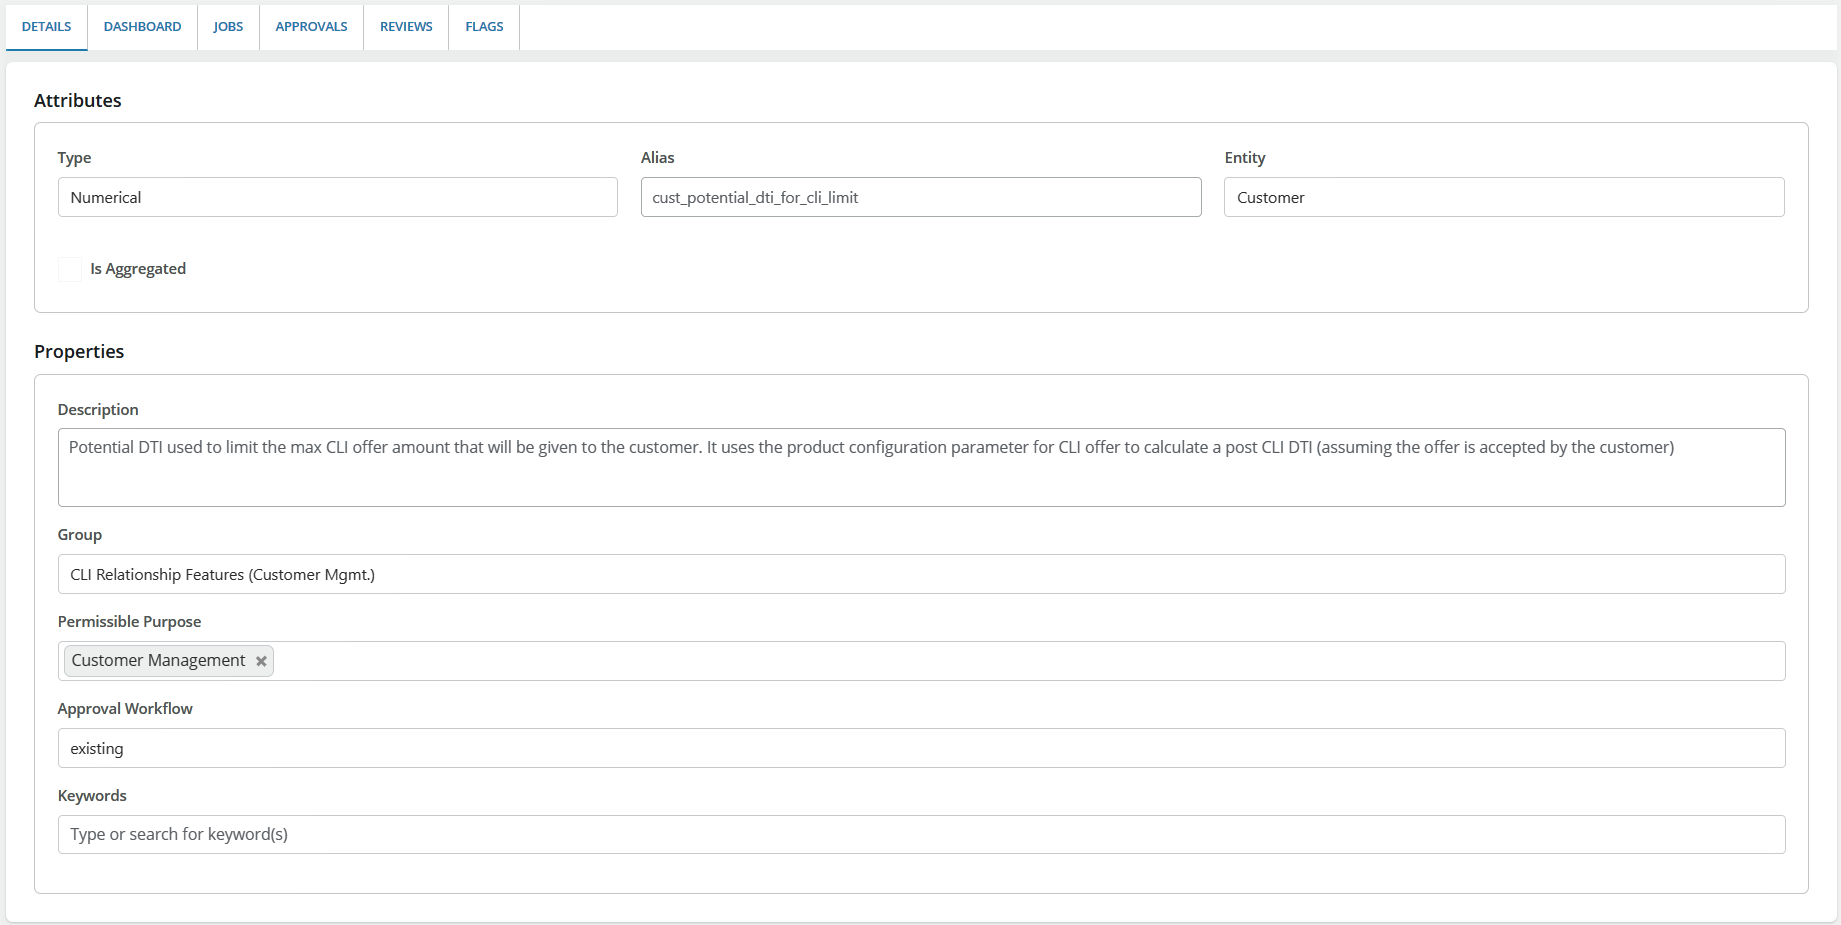 DETAILS DASHBOARD JOBS APPROVALS REVIEWS FLAGS
Attributes
Type Alias Entity
Numerical cust_potential_dti_for_cli_limit Customer
Is Aggregated
Properties
Description
Potential DTI used to limit the max CLI offer amount that will be given to the customer. It uses the product configuration parameter for CLI offer to calculate a post CLI DTI (assuming the offer is accepted by the customer)
Group
CLI Relationship Features (Customer Mgmt.)
Permissible Purpose
Customer Management ×
Approval Workflow
existing
Keywords
Type or search for keyword(s)